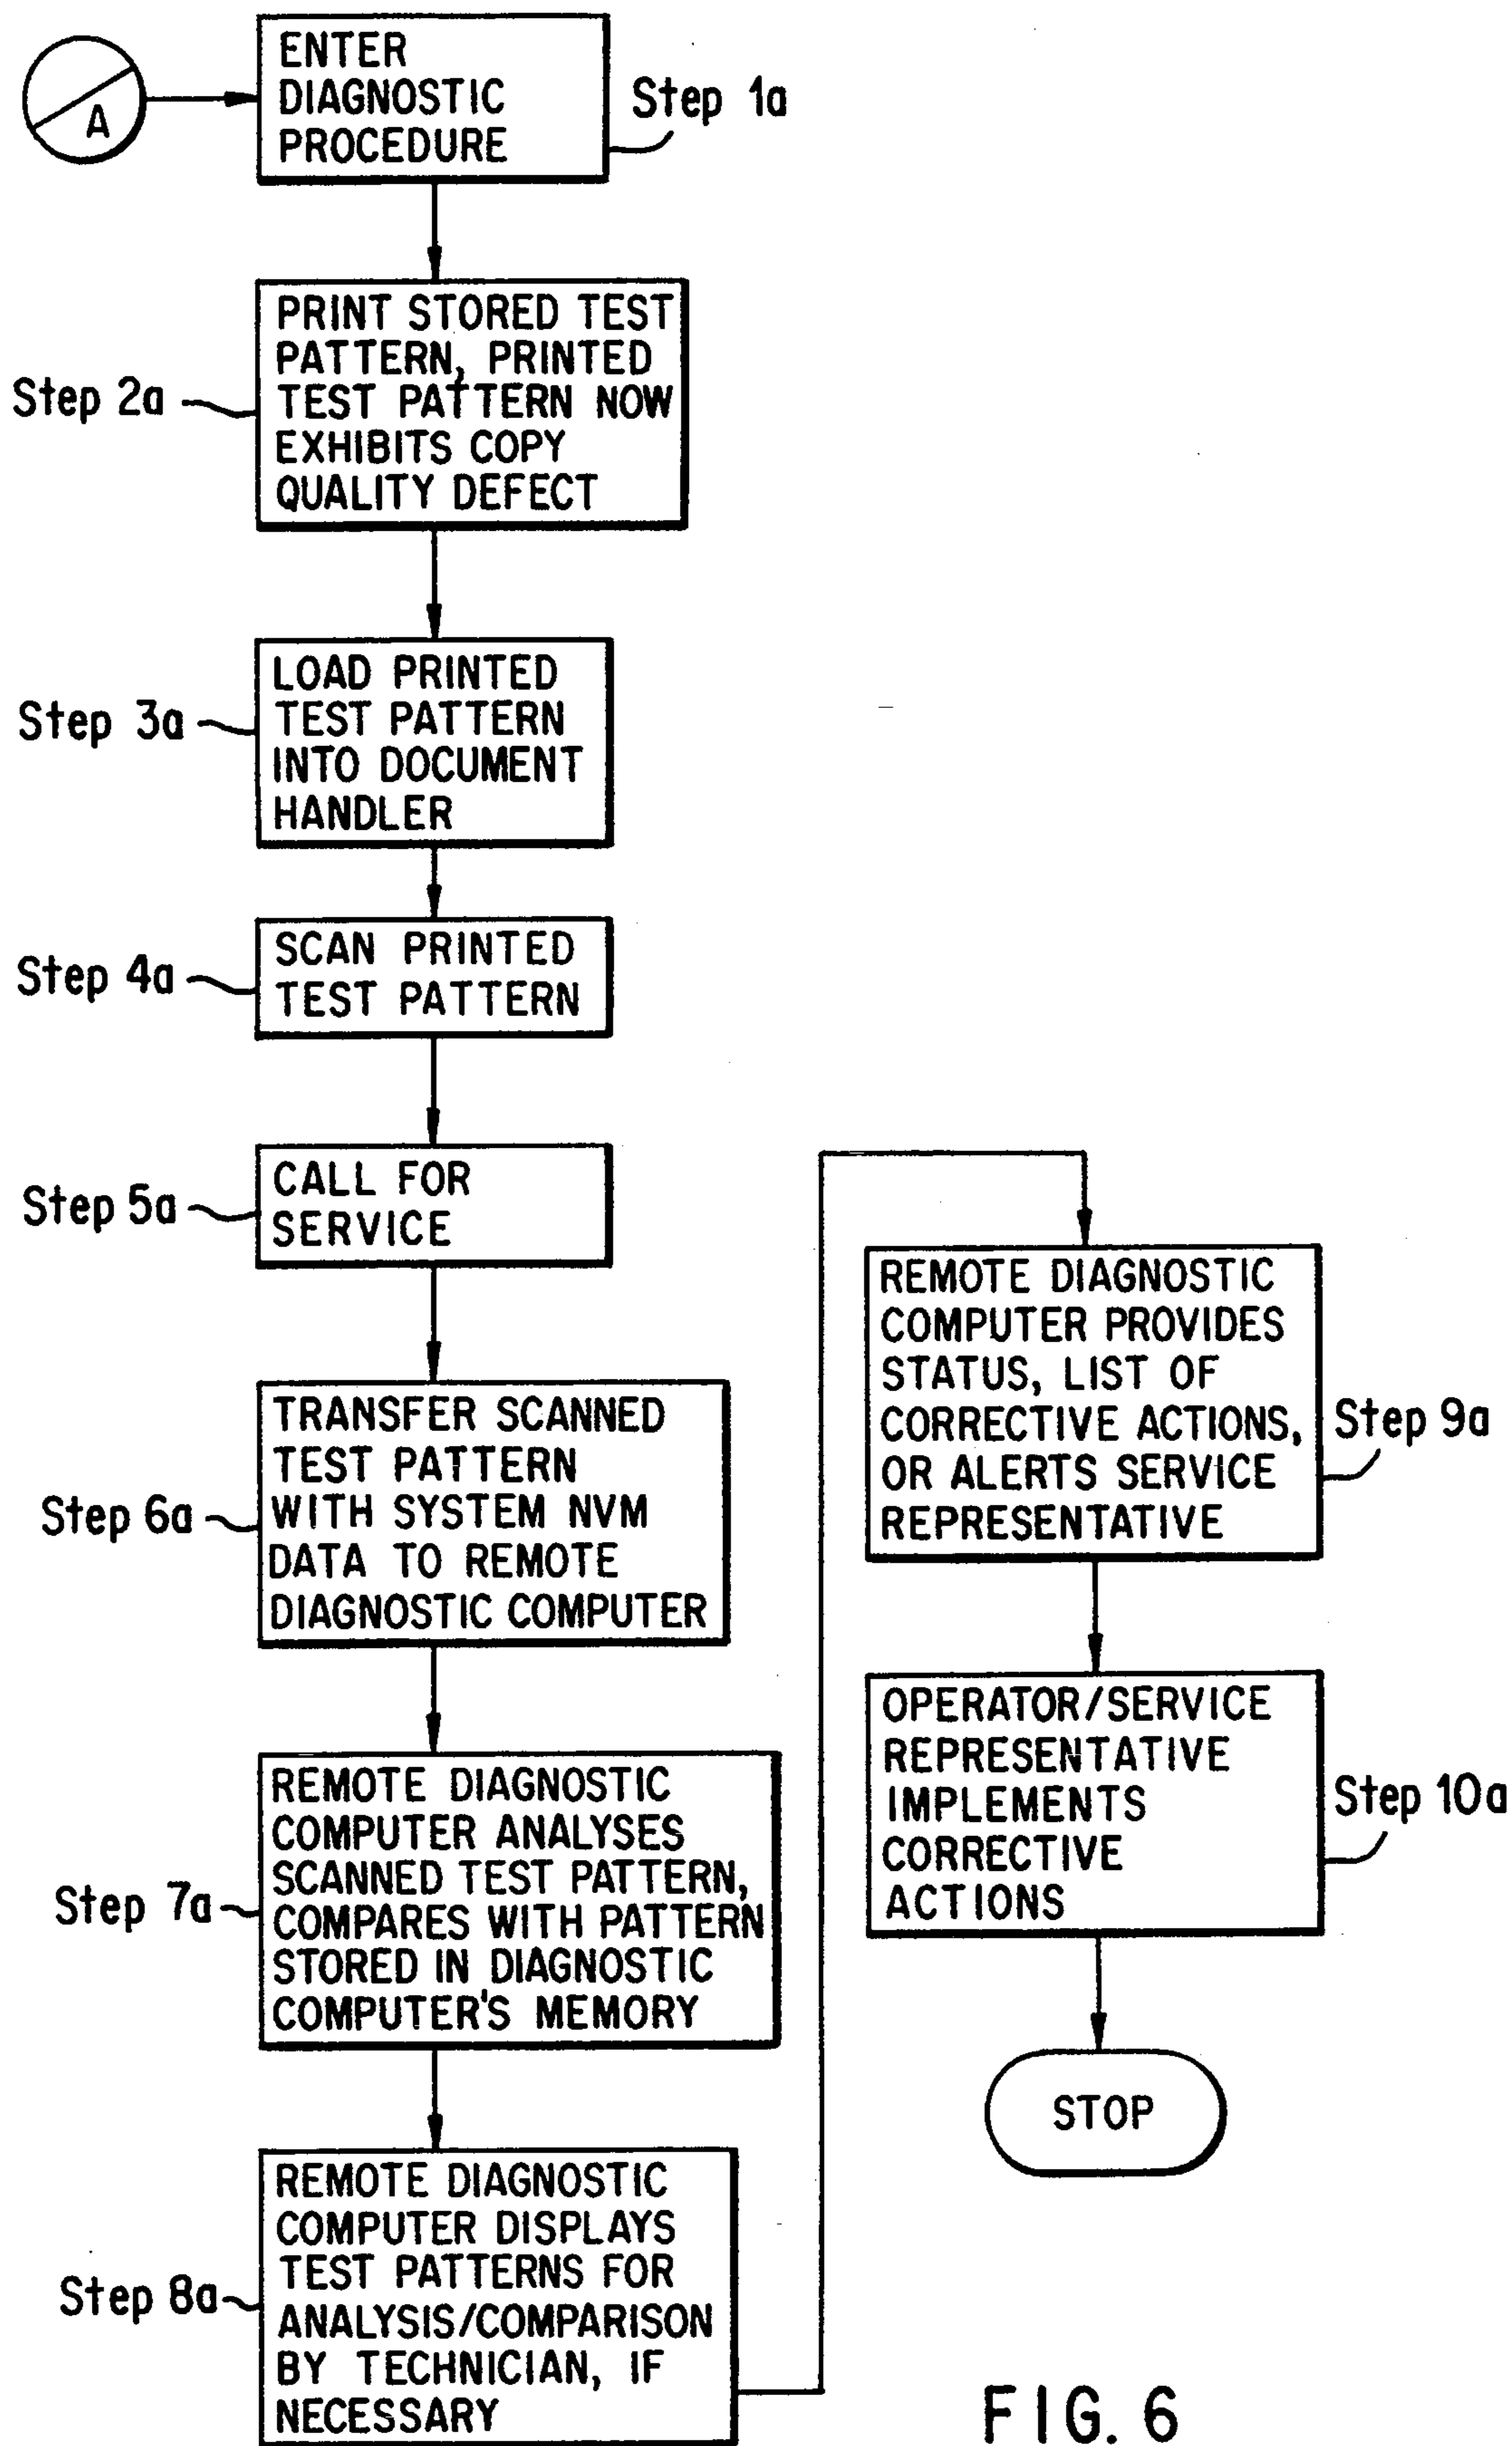 A
ENTER
DIAGNOSTIC
PROCEDURE
Step 1a
PRINT STORED TEST
PATTERN, PRINTED
TEST PATTERN NOW
EXHIBITS COPY
QUALITY DEFECT
Step 2a
LOAD PRINTED
TEST PATTERN
INTO DOCUMENT
HANDLER
Step 3a
SCAN PRINTED
TEST PATTERN
Step 4a
CALL FOR
SERVICE
Step 5a
TRANSFER SCANNED
TEST PATTERN
WITH SYSTEM NVM
DATA TO REMOTE
DIAGNOSTIC COMPUTER
Step 6a
REMOTE DIAGNOSTIC
COMPUTER ANALYSES
SCANNED TEST PATTERN,
COMPARES WITH PATTERN
STORED IN DIAGNOSTIC
COMPUTER'S MEMORY
Step 7a
REMOTE DIAGNOSTIC
COMPUTER DISPLAYS
TEST PATTERNS FOR
ANALYSIS/COMPARISON
BY TECHNICIAN, IF
NECESSARY
Step 8a
REMOTE DIAGNOSTIC
COMPUTER PROVIDES
STATUS, LIST OF
CORRECTIVE ACTIONS,
OR ALERTS SERVICE
REPRESENTATIVE
Step 9a
OPERATOR/SERVICE
REPRESENTATIVE
IMPLEMENTS
CORRECTIVE
ACTIONS
Step 10a
STOP
FIG. 6